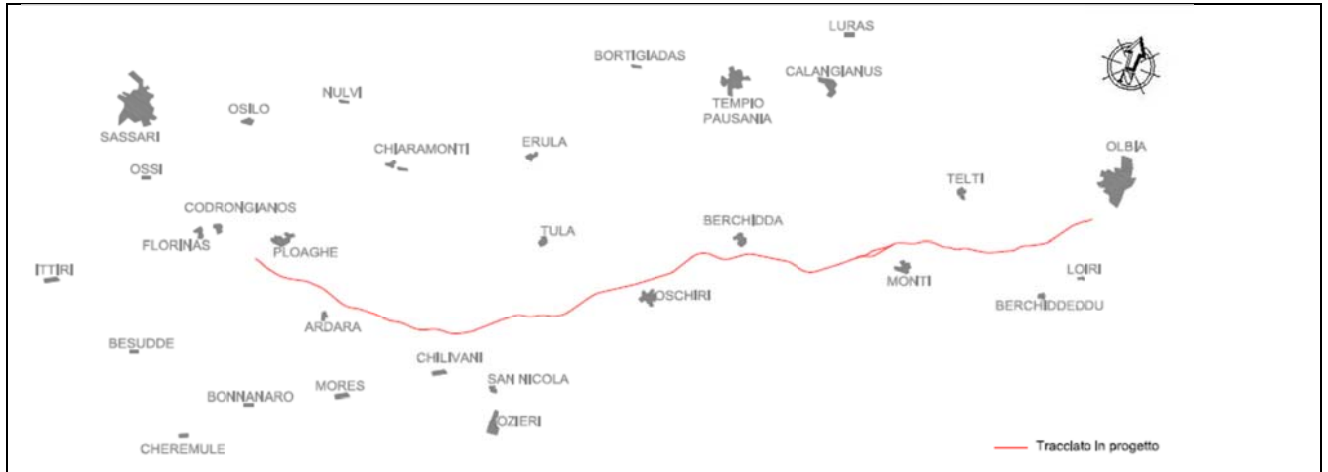 LURAS
BORTIGIADAS
CALANGIANUS
NULVI
TEMPIO
PAUSANIA
OSILO
SASSARI
ERULA
CHIARAMONTI
OLBIA
OSSI
TELTI
CODRONGIANOS
BERCHIDDA
TULA
FLORINAS
PLOAGHE
ITTIRI
LOIRI
MONTI
OSCHIRI
BERCHIDDEDDU
ARDARA
BESUDDE
CHILIVANI
SAN NICOLA
MORES
BONNANARO
OZIERI
CHEREMULE
Tracciato in progetto